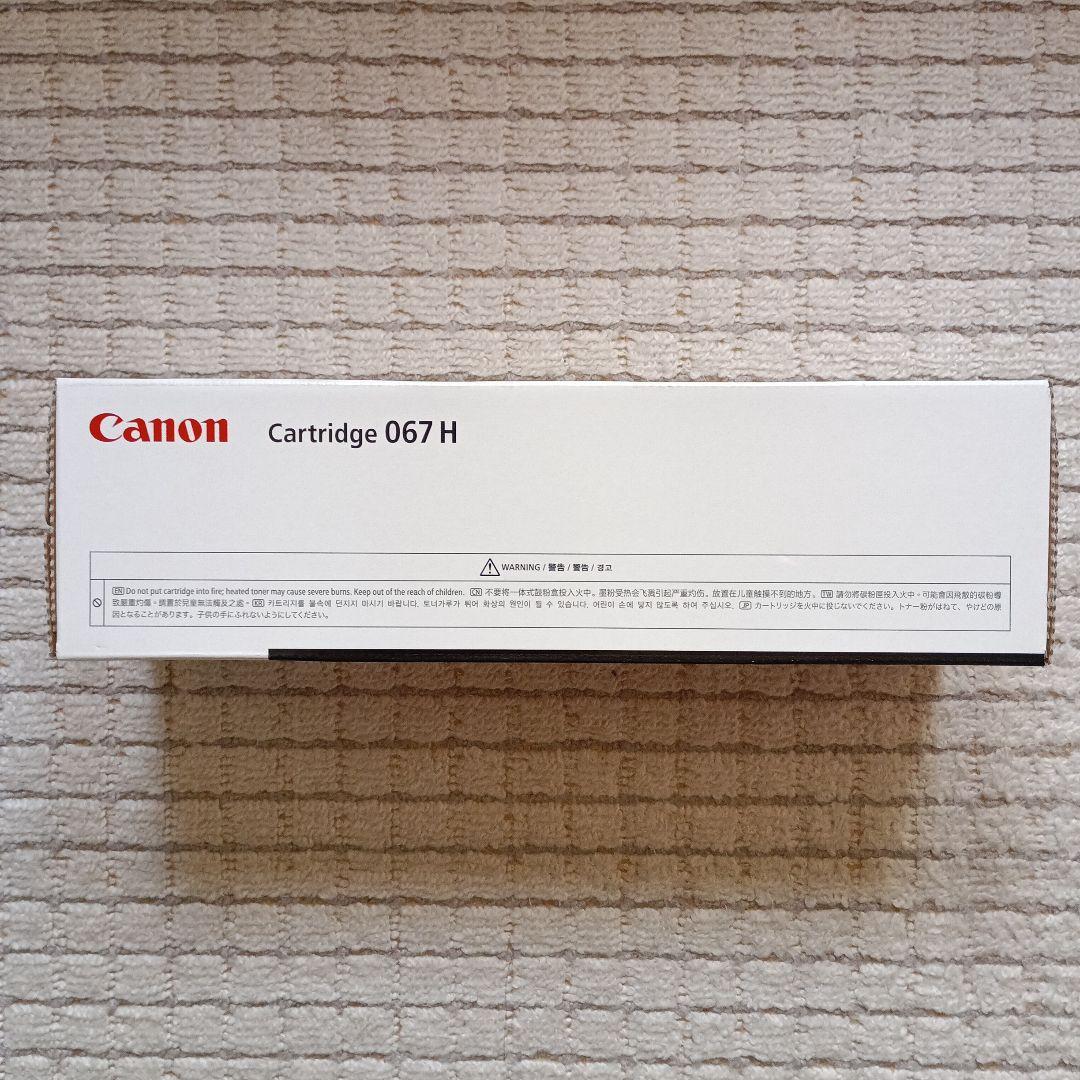 Canon Cartridge 067 H
WARNING / 警告 / 警告 / 경고
EN Do not put cartridge into fire; heated toner may cause severe burns. Keep out of the reach of children. CN 不要将一体式鼓粉盒投入火中。墨粉受热会飞溅引起严重灼伤。放置在儿童触摸不到的地方。 TW 請勿將碳粉匣投入火中。可能會因飛散的碳粉導
致嚴重灼傷。請置於兒童無法觸及之處。 KR 카트리지를 불속에 던지지 마시기 바랍니다. 토너가루가 튀어 화상의 원인이 될 수 있습니다. 어린이 손에 닿지 않도록 하여 주십시오. JP カートリッジを火中に投じないでください。トナー粉がはねて、やけどの原
因となることがあります。子供の手にふれないようにしてください。